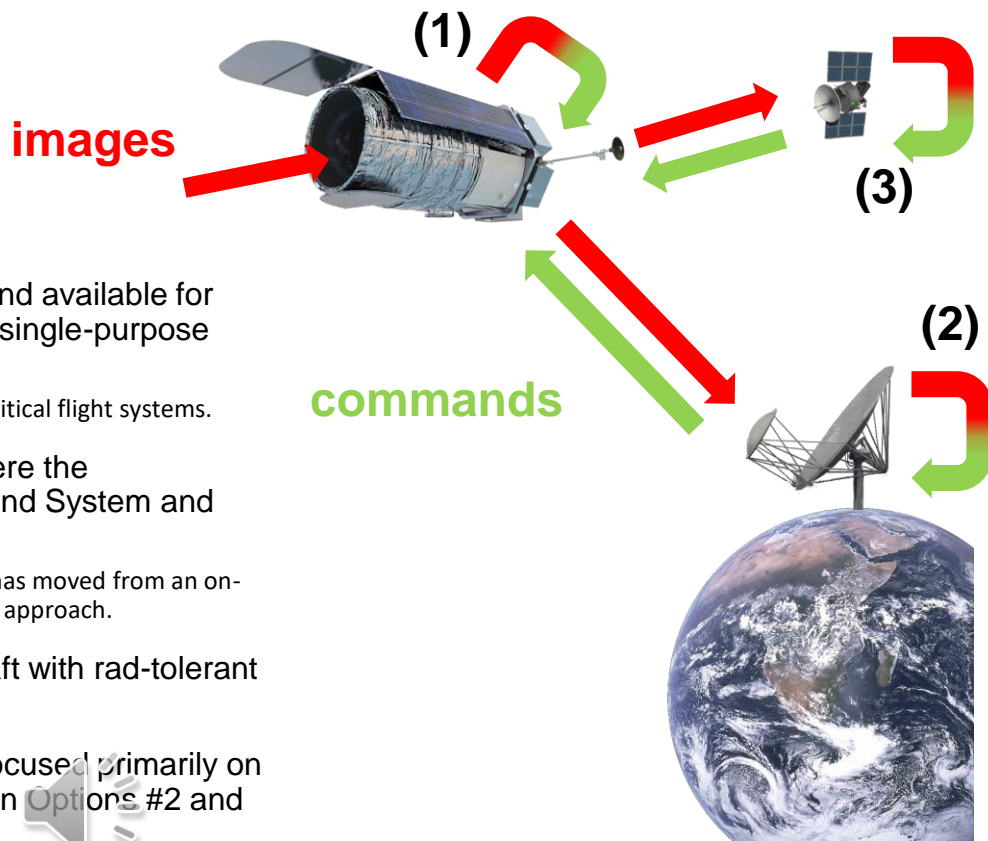 (1)
images
(3)
nd available for
single-purpose
(2)
itical flight systems.
commands
ere the
nd System and
has moved from an on-
approach.
ft with rad-tolerant
ocused primarily on
n Options #2 and